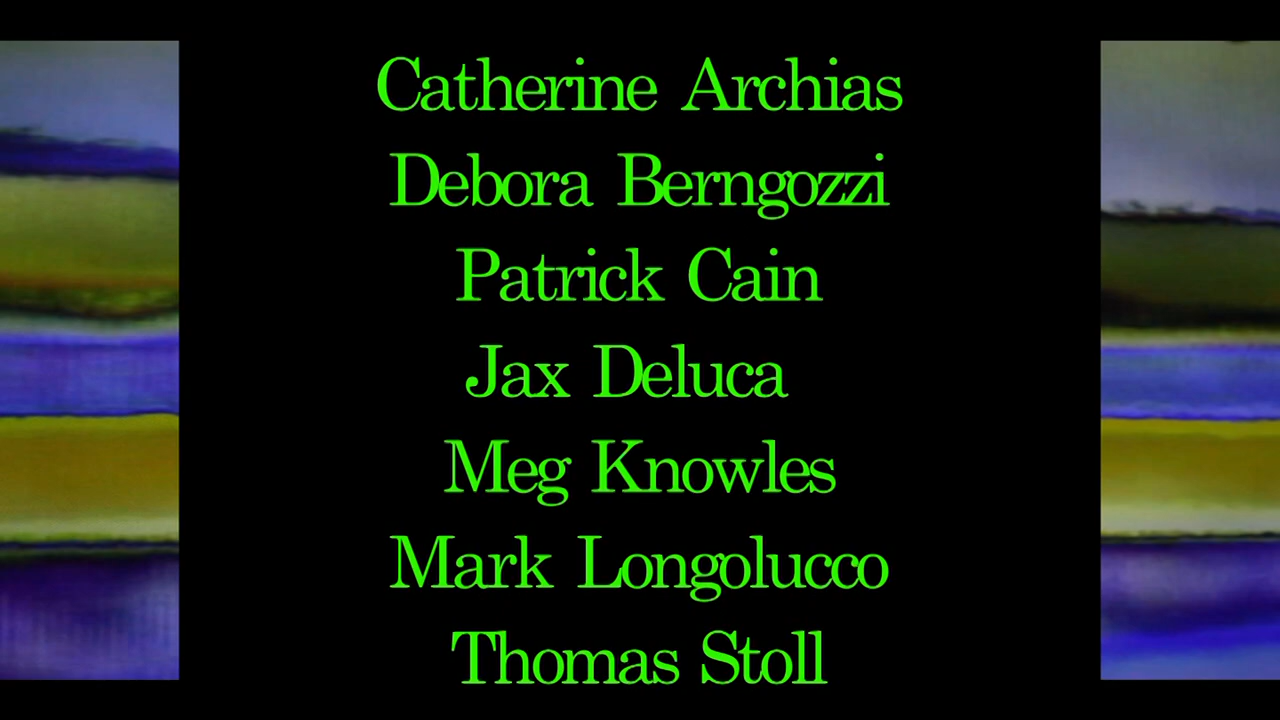 Catherine Archias
Debora Berngozzi
Patrick Cain
Jax Deluca
Meg Knowles
Mark Longolucco
Thomas Stoll